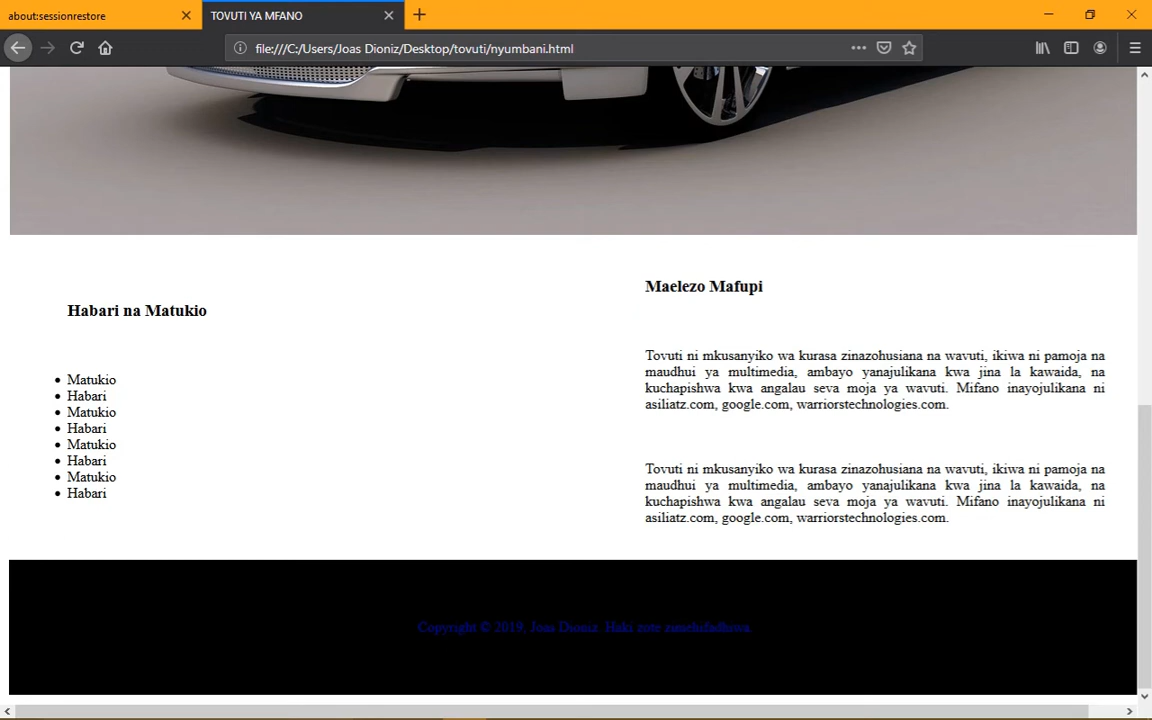 about:sessionrestore
TOVUTI YA MFANO
file:///C:/Users/Joas Dioniz/Desktop/tovuti/nyumbani.html
Habari na Matukio
Matukio
Habari
Matukio
Habari
Matukio
Habari
Matukio
Habari
Maelezo Mafupi
Tovuti ni mkusanyiko wa kurasa zinazohusiana na wavuti, ikiwa ni pamoja na
maudhui ya multimedia, ambayo yanajulikana kwa jina la kawaida, na
kuchapishwa kwa angalau seva moja ya wavuti. Mifano inayojulikana ni
asiliatz.com, google.com, warriorstechnologies.com.
Tovuti ni mkusanyiko wa kurasa zinazohusiana na wavuti, ikiwa ni pamoja na
maudhui ya multimedia, ambayo yanajulikana kwa jina la kawaida, na
kuchapishwa kwa angalau seva moja ya wavuti. Mifano inayojulikana ni
asiliatz.com, google.com, warriorstechnologies.com.
Copyright © 2019, Joas Dioniz. Haki zote zimehifadhiwa.